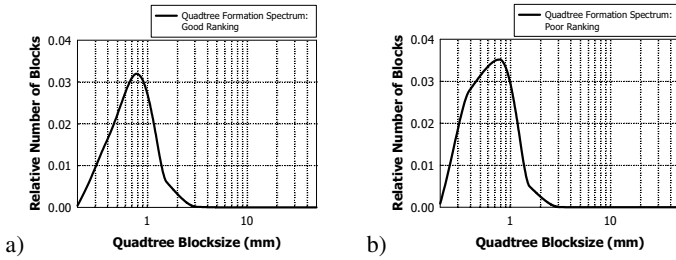 Quadtree Formation Spectrum:
Good Ranking
Relative Number of Blocks
0.04
0.03
0.02
0.01
0.00
1
10
Quadtree Blocksize (mm)
a)
Quadtree Formation Spectrum:
Poor Ranking
Relative Number of Blocks
0.04
0.03
0.02
0.01
0.00
1
10
Quadtree Blocksize (mm)
b)